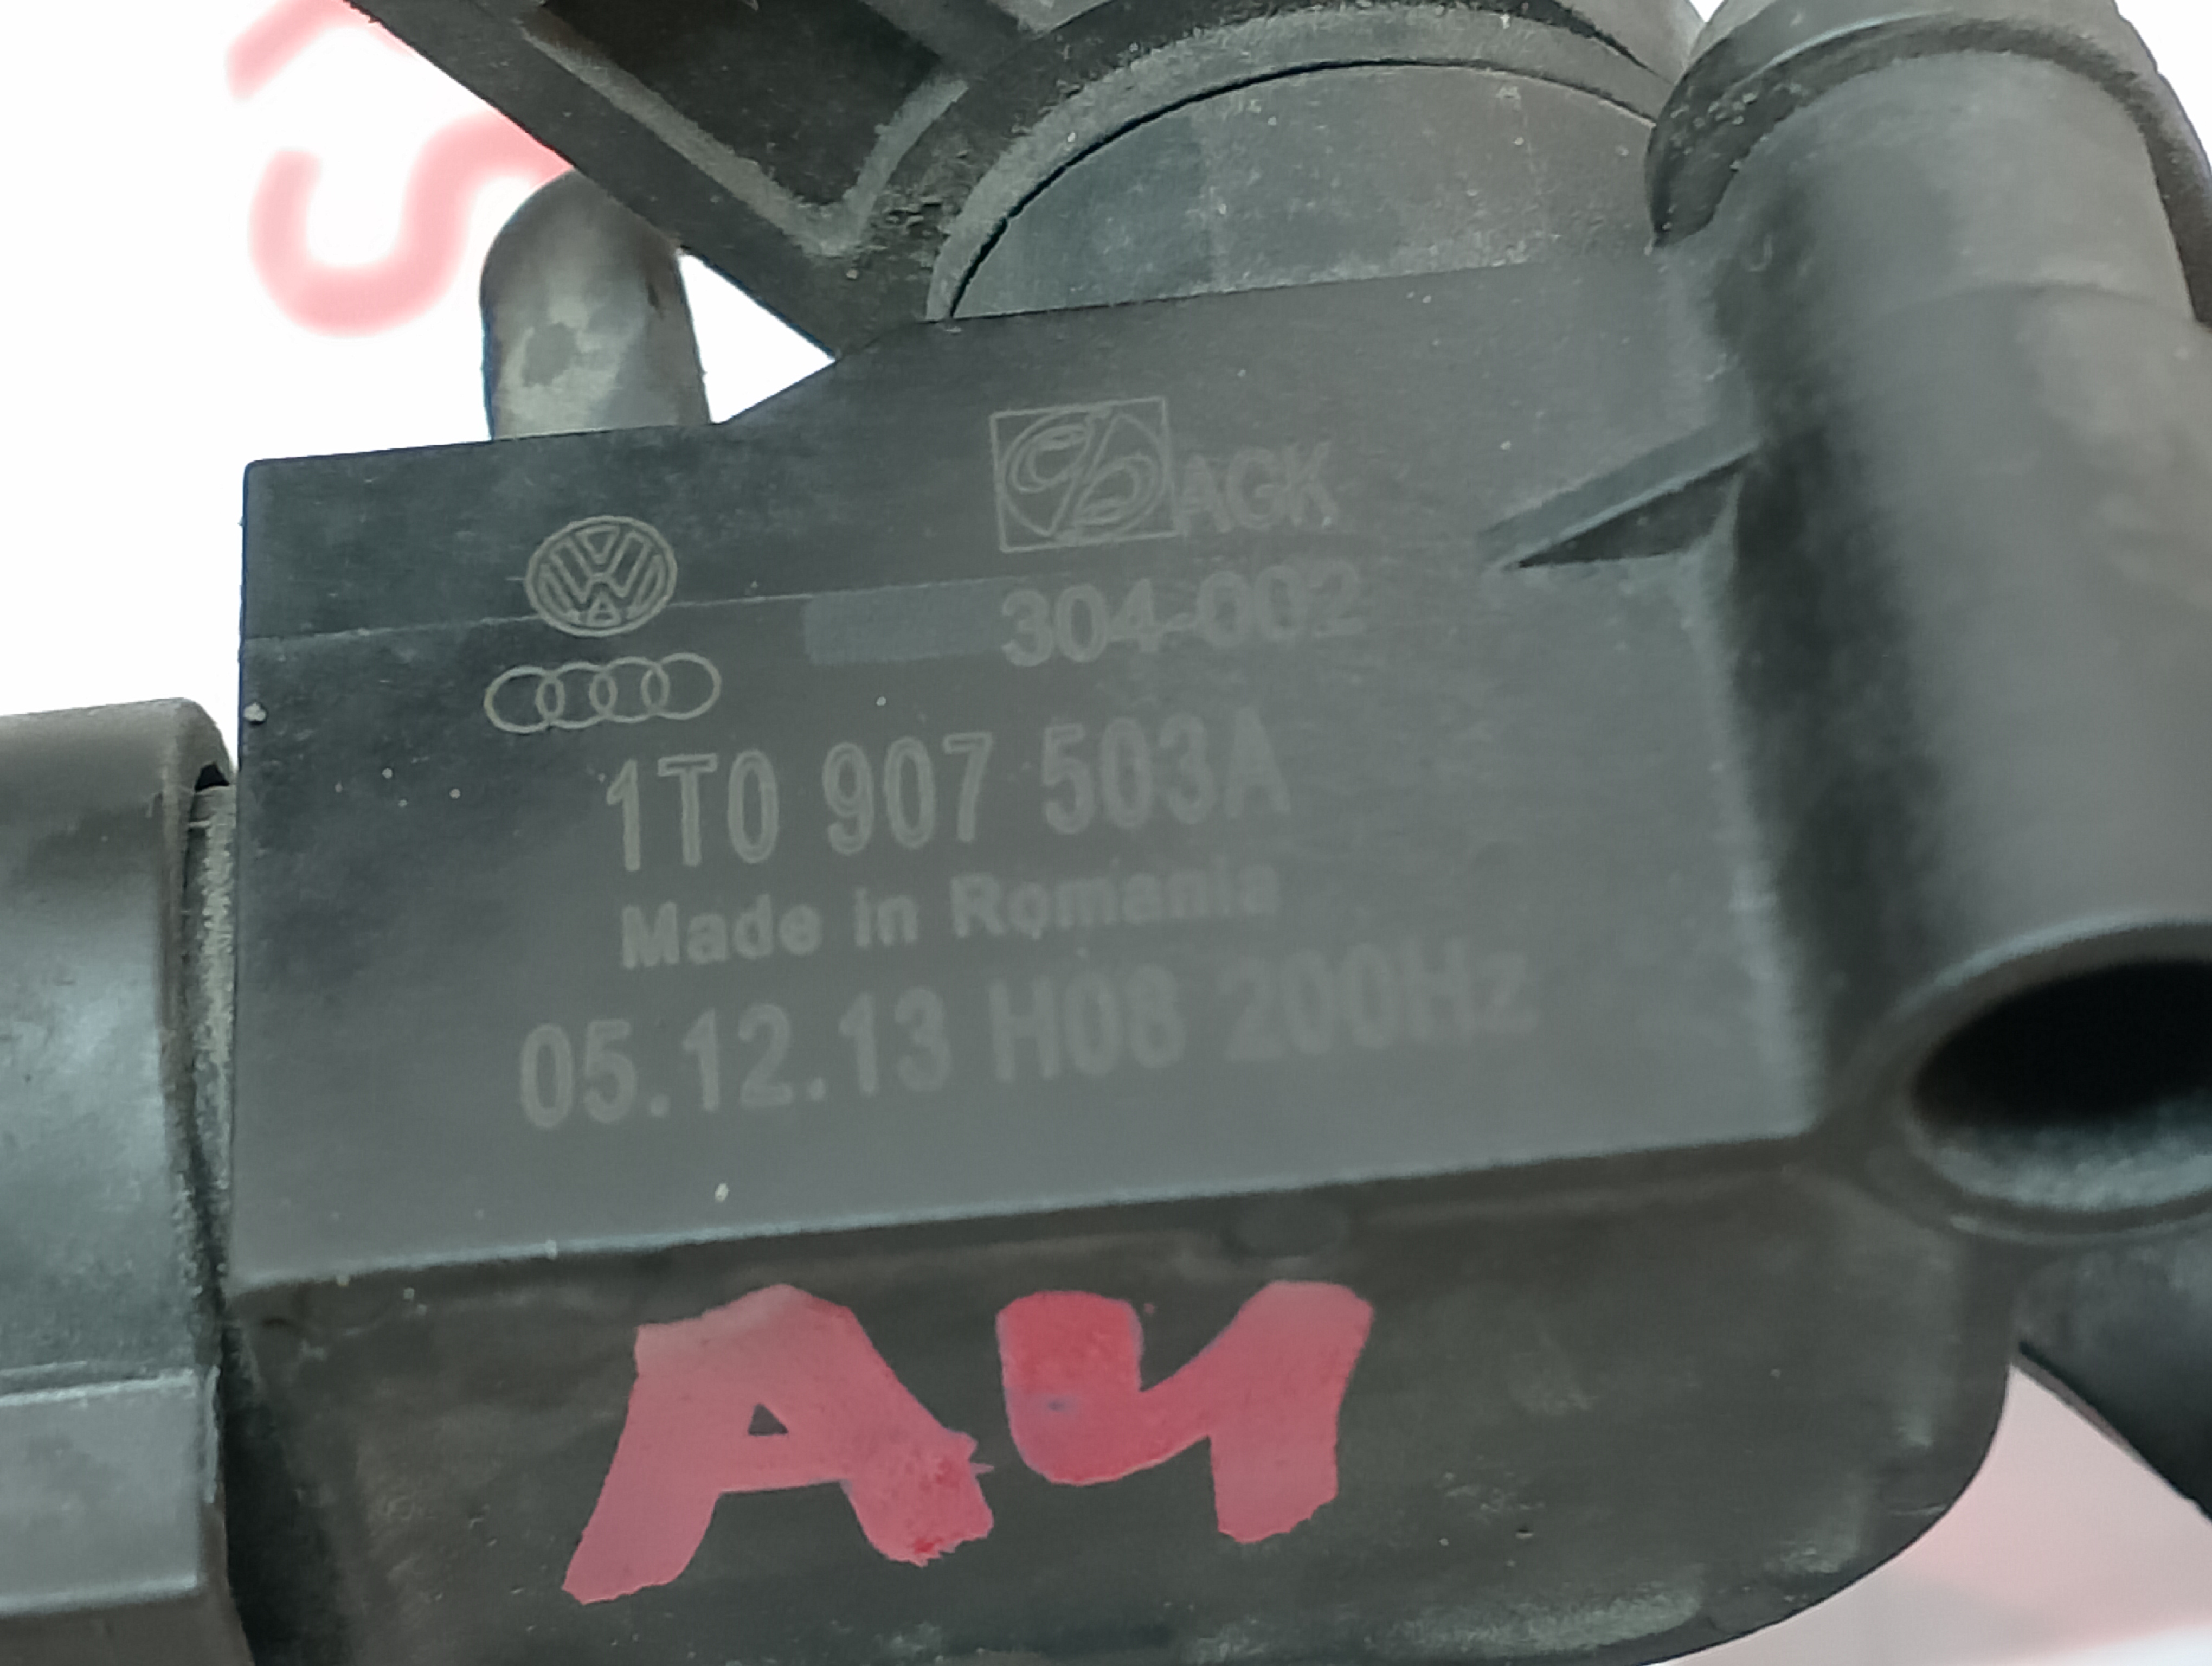 AGK
304-002
1T0 907 503A
Made in Romania
05.12.13 H08 200Hz
A4